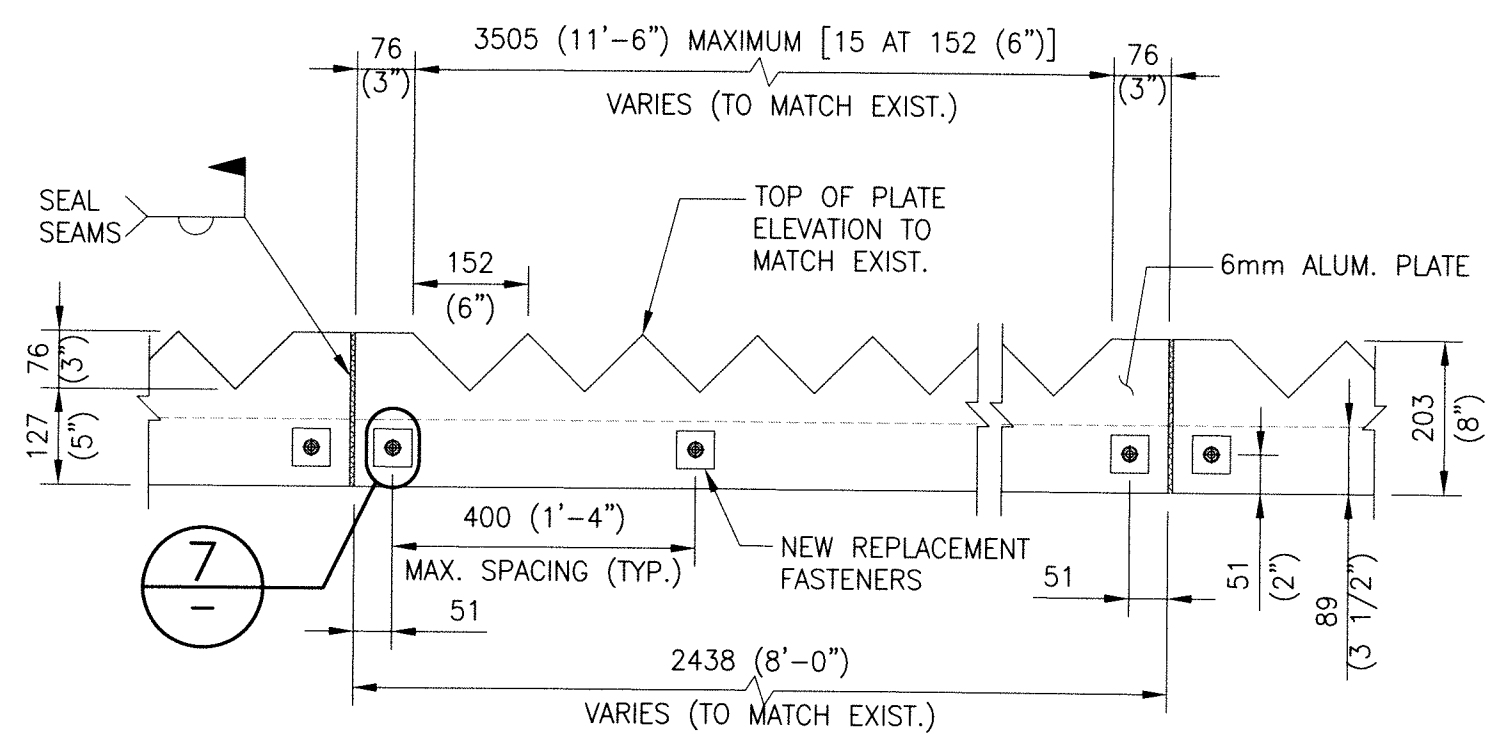 3505 (11'-6") MAXIMUM [15 AT 152 (6")]
76
(3")
76
(3")
VARIES (TO MATCH EXIST.)
SEAL
SEAMS
TOP OF PLATE
ELEVATION TO
MATCH EXIST.
152
(6")
6mm ALUM. PLATE
76
(3")
127
(5")
203
(8")
400 (1'-4")
MAX. SPACING (TYP.)
NEW REPLACEMENT
FASTENERS
7
-
51
51
51
(2")
89
(3 1/2")
2438 (8'-0")
VARIES (TO MATCH EXIST.)